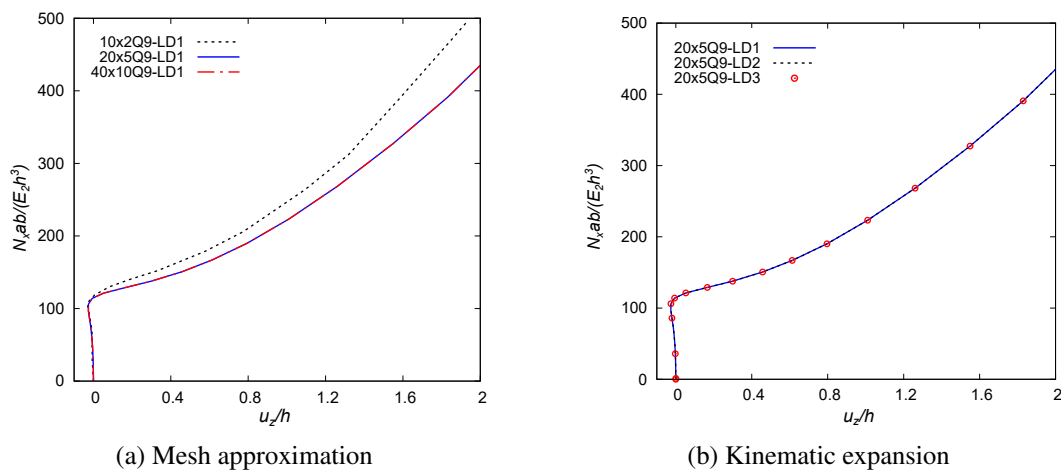 500
400
300
200
100
0
N_xab/(E_2h^3)
10x2Q9-LD1
20x5Q9-LD1
40x10Q9-LD1
0 0.4 0.8 1.2 1.6 2
u_z/h
(a) Mesh approximation
500
400
300
200
100
0
N_xab/(E_2h^3)
20x5Q9-LD1
20x5Q9-LD2
20x5Q9-LD3
0 0.4 0.8 1.2 1.6 2
u_z/h
(b) Kinematic expansion